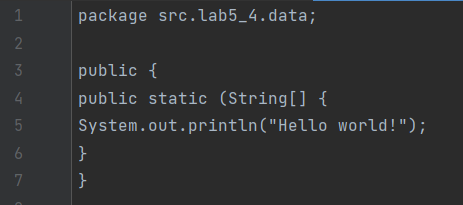 1 package src.lab5_4.data;
2
3 public {
4 public static (String[] {
5 System.out.println("Hello world!");
6 }
7 }